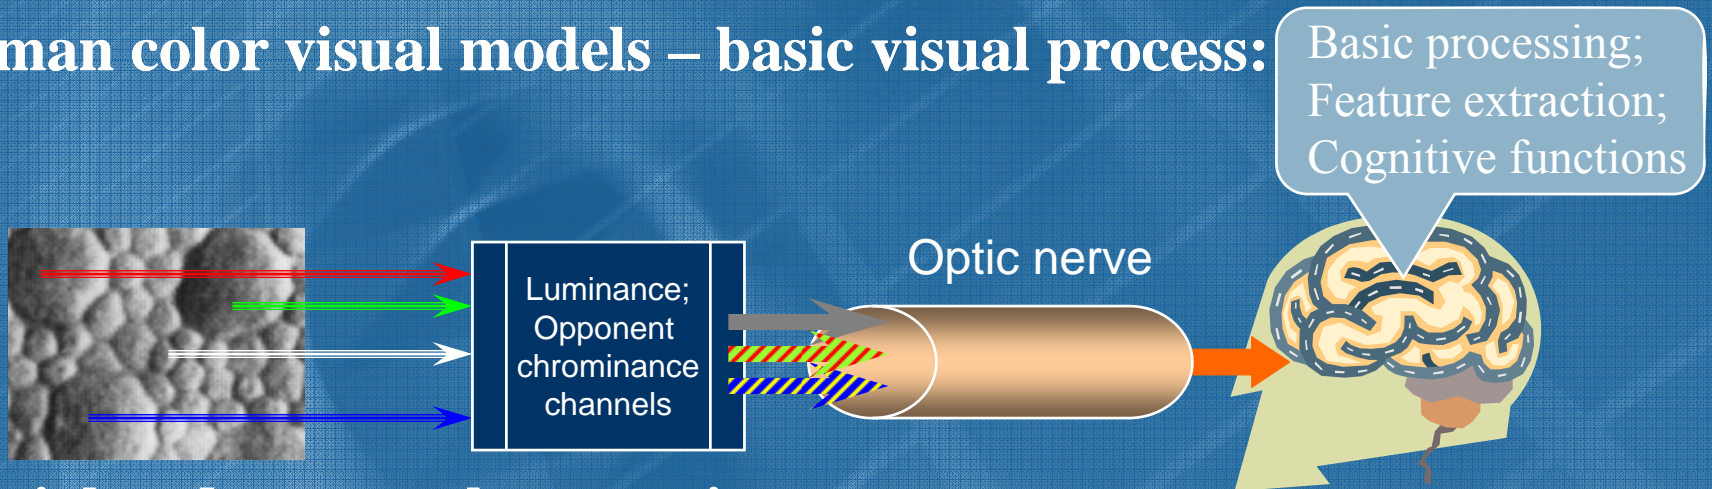 man color visual models – basic visual process:
Basic processing;
Feature extraction;
Cognitive functions
Optic nerve
Luminance;
Opponent
chrominance
channels